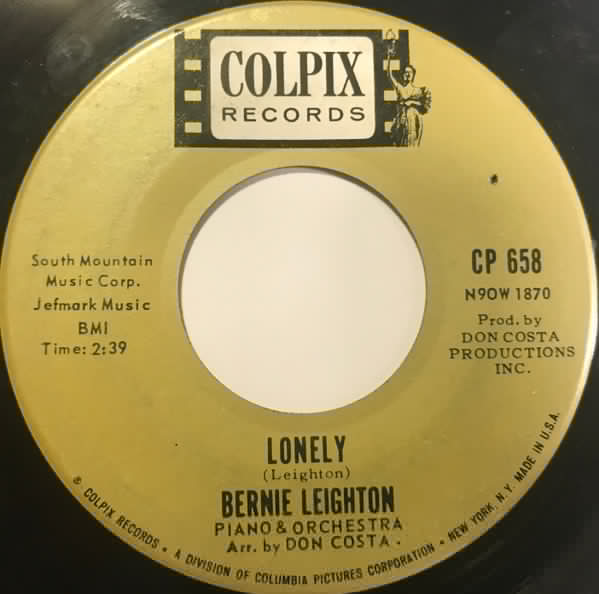 COLPIX
RECORDS
South Mountain
Music Corp.
Jefmark Music
BMI
Time: 2:39
CP 658
N9OW 1870
Prod. by
DON COSTA
PRODUCTIONS
INC.
LONELY
(Leighton)
BERNIE LEIGHTON
PIANO & ORCHESTRA
Arr. by DON COSTA .
® COLPIX RECORDS • A DIVISION OF COLUMBIA PICTURES CORPORATION • NEW YORK, N.Y. MADE IN U.S.A.